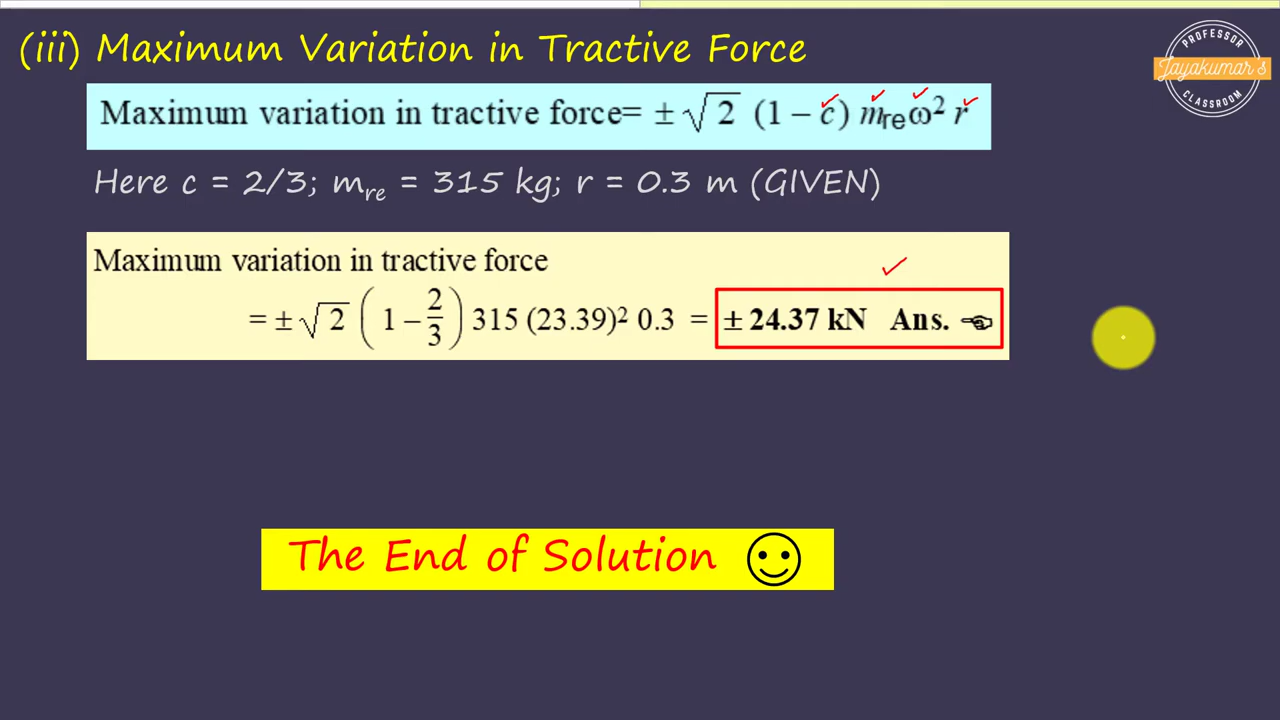 (iii) Maximum Variation in Tractive Force
PROFESSOR
Jayakumar's
CLASSROOM
Maximum variation in tractive force= ± √2 (1 − c) mreω² r
Here c = 2/3; mre = 315 kg; r = 0.3 m (GIVEN)
Maximum variation in tractive force
= ± √2 (1 − 2/3) 315 (23.39)² 0.3 = ± 24.37 kN Ans.
The End of Solution